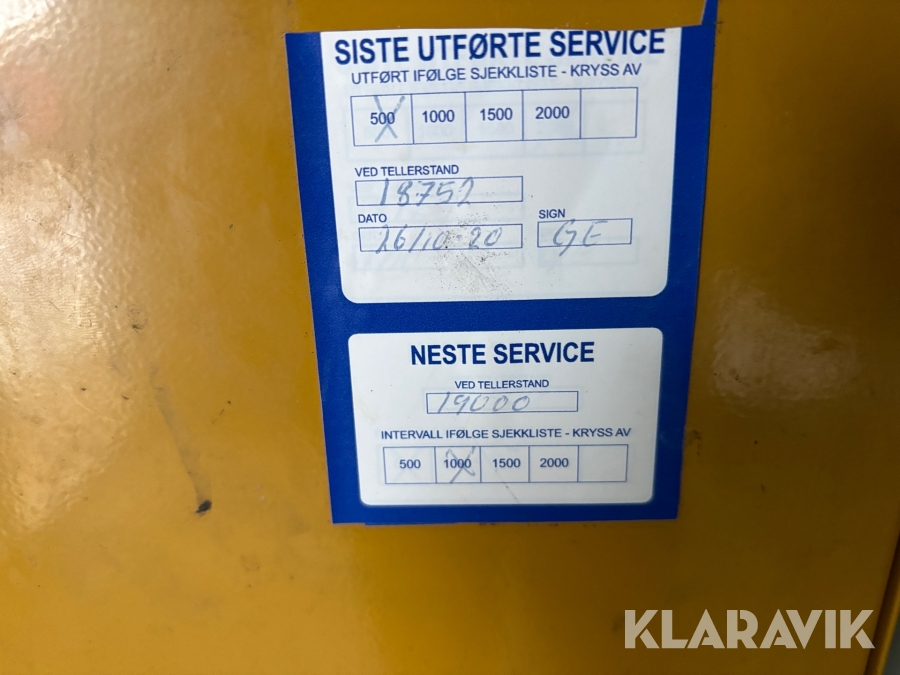 SISTE UTFØRTE SERVICE
UTFØRT IFØLGE SJEKKLISTE - KRYSS AV
500 1000 1500 2000
VED TELLERSTAND
18752
DATO SIGN
26/10-20 GE
NESTE SERVICE
VED TELLERSTAND
19000
INTERVALL IFØLGE SJEKKLISTE - KRYSS AV
500 1000 1500 2000
KLARAVIK